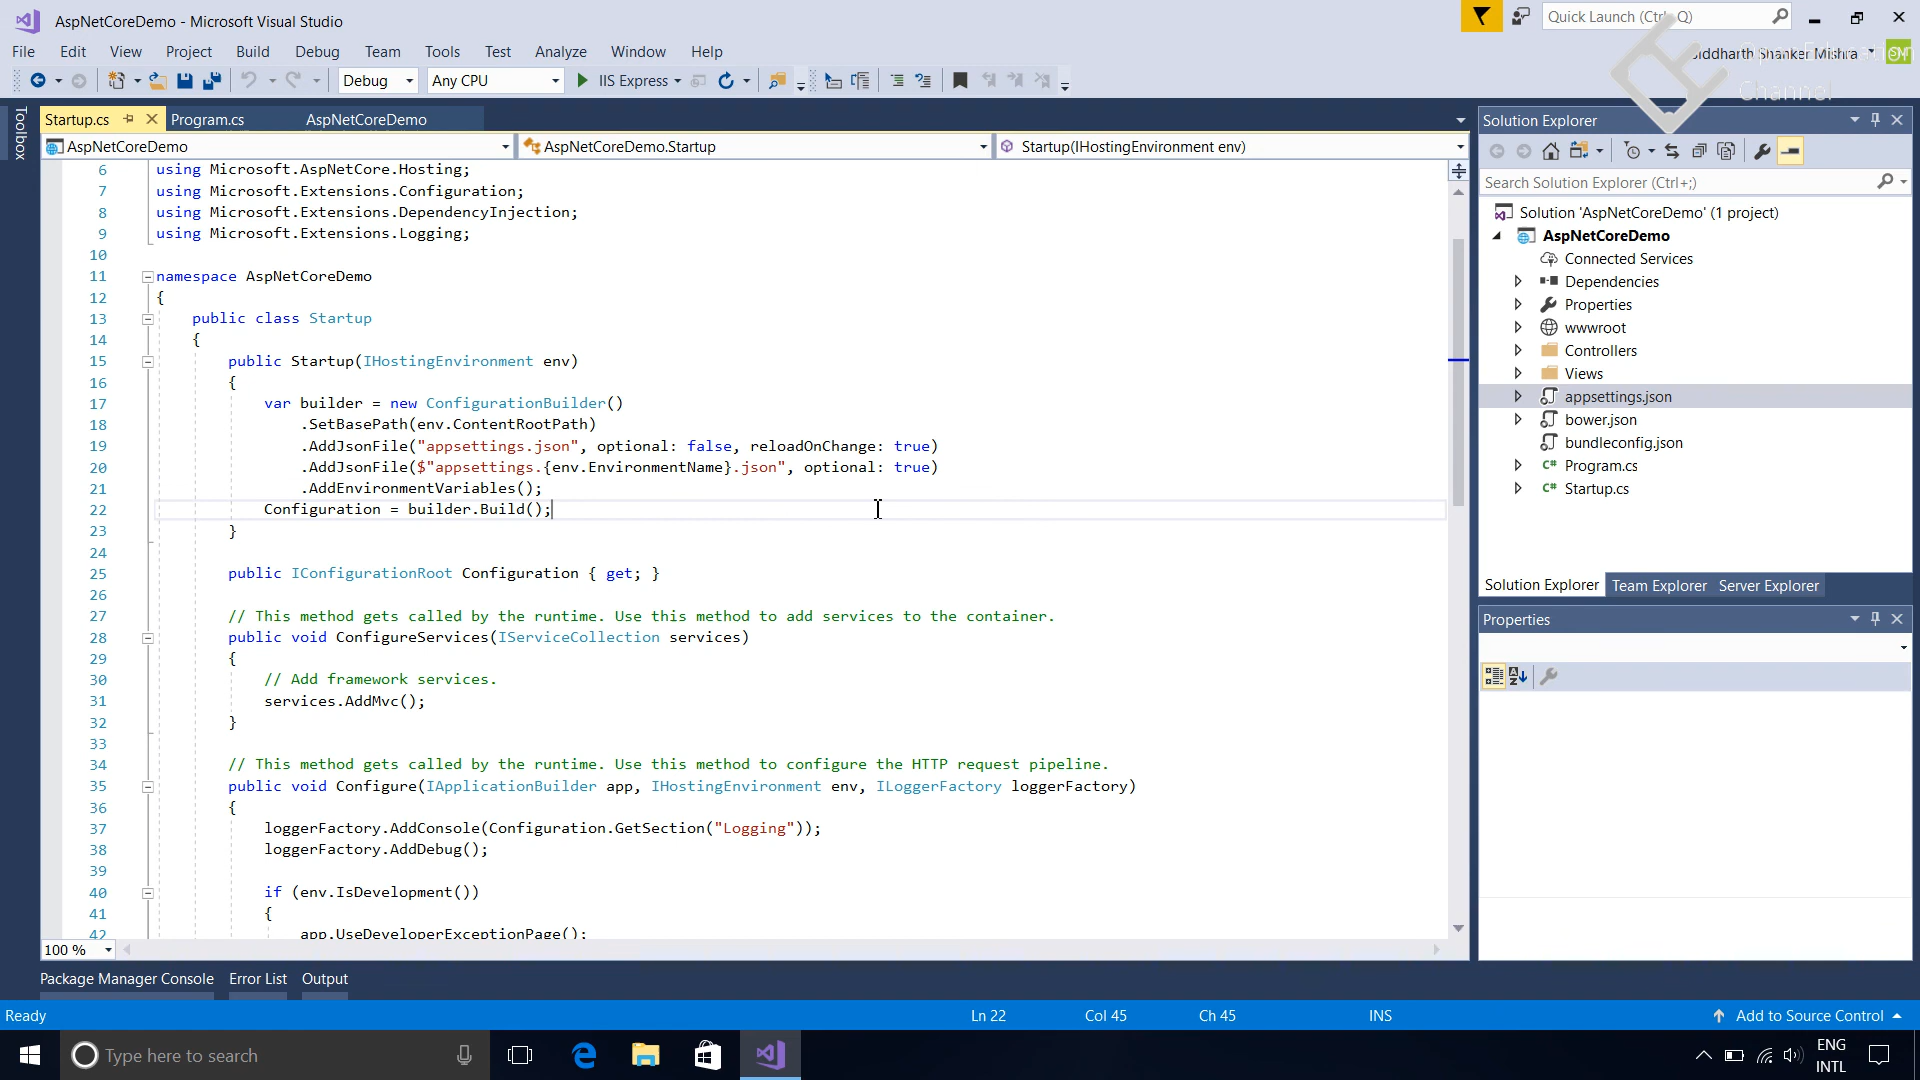 AspNetCoreDemo - Microsoft Visual Studio
Quick Launch (Ctrl+Q)
File Edit View Project Build Debug Team Tools Test Analyze Window Help
Siddharth Shanker Mishra
SM
Channel
Debug Any CPU IIS Express
Toolbox
Startup.cs Program.cs AspNetCoreDemo
AspNetCoreDemo AspNetCoreDemo.Startup Startup(IHostingEnvironment env)
6 using Microsoft.AspNetCore.Hosting;
7 using Microsoft.Extensions.Configuration;
8 using Microsoft.Extensions.DependencyInjection;
9 using Microsoft.Extensions.Logging;
10
11 namespace AspNetCoreDemo
12 {
13 public class Startup
14 {
15 public Startup(IHostingEnvironment env)
16 {
17 var builder = new ConfigurationBuilder()
18 .SetBasePath(env.ContentRootPath)
19 .AddJsonFile("appsettings.json", optional: false, reloadOnChange: true)
20 .AddJsonFile($"appsettings.{env.EnvironmentName}.json", optional: true)
21 .AddEnvironmentVariables();
22 Configuration = builder.Build();
23 }
24
25 public IConfigurationRoot Configuration { get; }
26
27 // This method gets called by the runtime. Use this method to add services to the container.
28 public void ConfigureServices(IServiceCollection services)
29 {
30 // Add framework services.
31 services.AddMvc();
32 }
33
34 // This method gets called by the runtime. Use this method to configure the HTTP request pipeline.
35 public void Configure(IApplicationBuilder app, IHostingEnvironment env, ILoggerFactory loggerFactory)
36 {
37 loggerFactory.AddConsole(Configuration.GetSection("Logging"));
38 loggerFactory.AddDebug();
39
40 if (env.IsDevelopment())
41 {
42 app.UseDeveloperExceptionPage();
100 %
Solution Explorer
Search Solution Explorer (Ctrl+;)
Solution 'AspNetCoreDemo' (1 project)
AspNetCoreDemo
Connected Services
Dependencies
Properties
wwwroot
Controllers
Views
appsettings.json
bower.json
bundleconfig.json
C# Program.cs
C# Startup.cs
Solution Explorer Team Explorer Server Explorer
Properties
Package Manager Console Error List Output
Ready Ln 22 Col 45 Ch 45 INS Add to Source Control
Type here to search
ENG
INTL